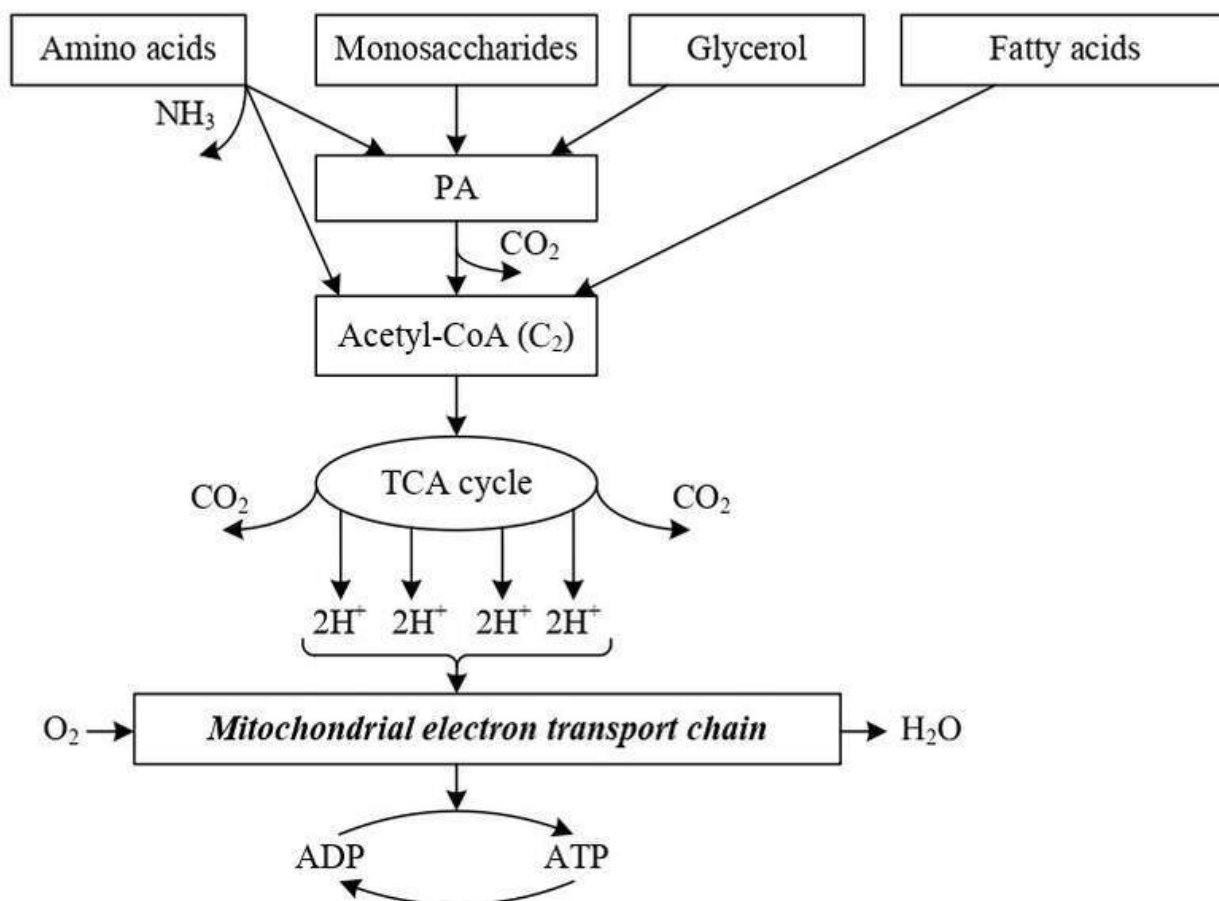 Amino acids
Monosaccharides
Glycerol
Fatty acids
NH₃
PA
CO₂
Acetyl-CoA (C₂)
TCA cycle
CO₂
CO₂
2H⁺ 2H⁺ 2H⁺ 2H⁺
O₂
Mitochondrial electron transport chain
H₂O
ADP
ATP